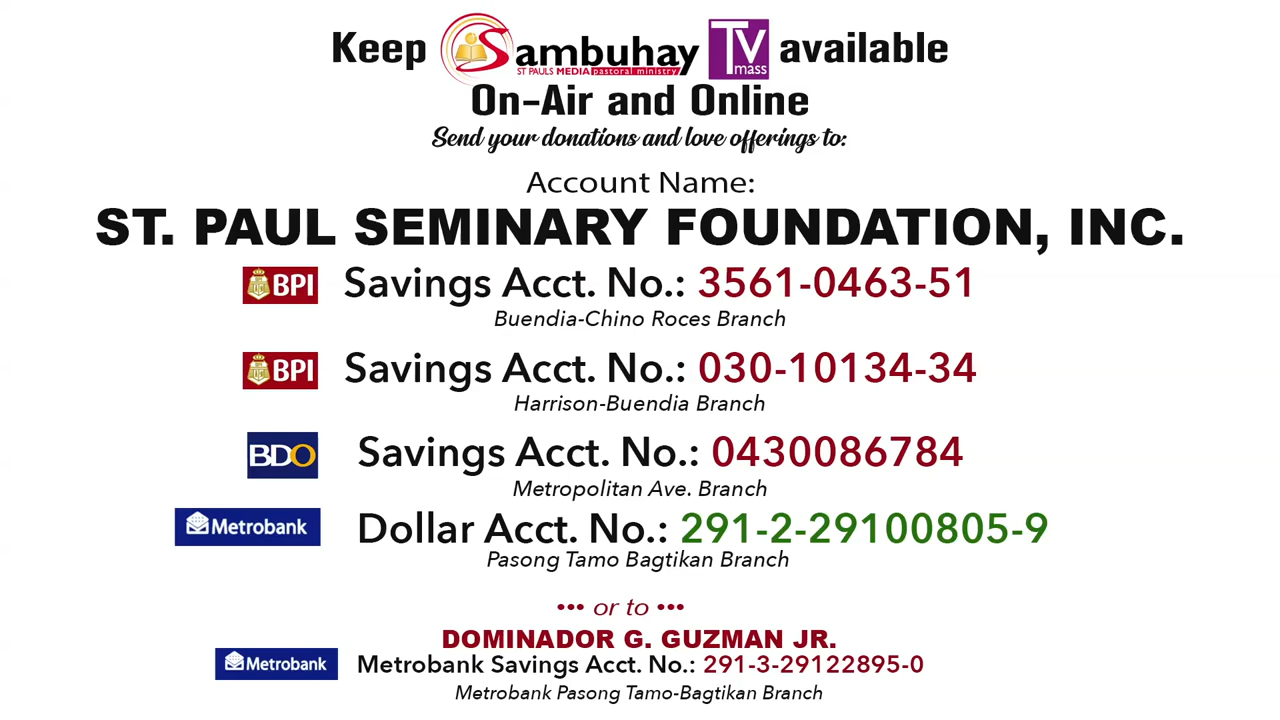 Keep Sambuhay TV mass available
ST PAULS MEDIA pastoral ministry
On-Air and Online
Send your donations and love offerings to:
Account Name:
ST. PAUL SEMINARY FOUNDATION, INC.
BPI Savings Acct. No.: 3561-0463-51
Buendia-Chino Roces Branch
BPI Savings Acct. No.: 030-10134-34
Harrison-Buendia Branch
BDO Savings Acct. No.: 0430086784
Metropolitan Ave. Branch
Metrobank Dollar Acct. No.: 291-2-29100805-9
Pasong Tamo Bagtikan Branch
••• or to •••
DOMINADOR G. GUZMAN JR.
Metrobank Metrobank Savings Acct. No.: 291-3-29122895-0
Metrobank Pasong Tamo-Bagtikan Branch